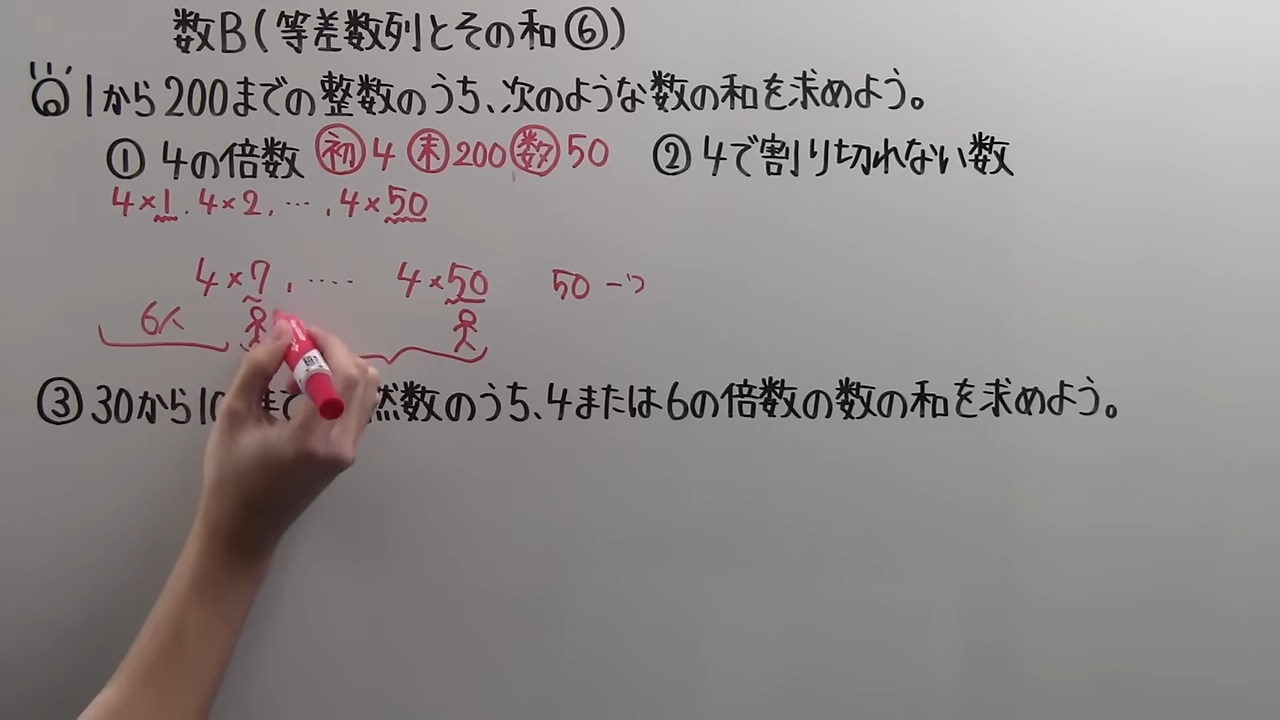 数B(等差数列とその和⑥)
1から200までの整数のうち、次のような数の和を求めよう。
① 4の倍数 初 4 末 200 数 50 ② 4で割り切れない数
4×1, 4×2, …, 4×50
4×7, ‥‥ 4×50 50 -
6人
③ 30から10 然数のうち、4または6の倍数の数の和を求めよう。